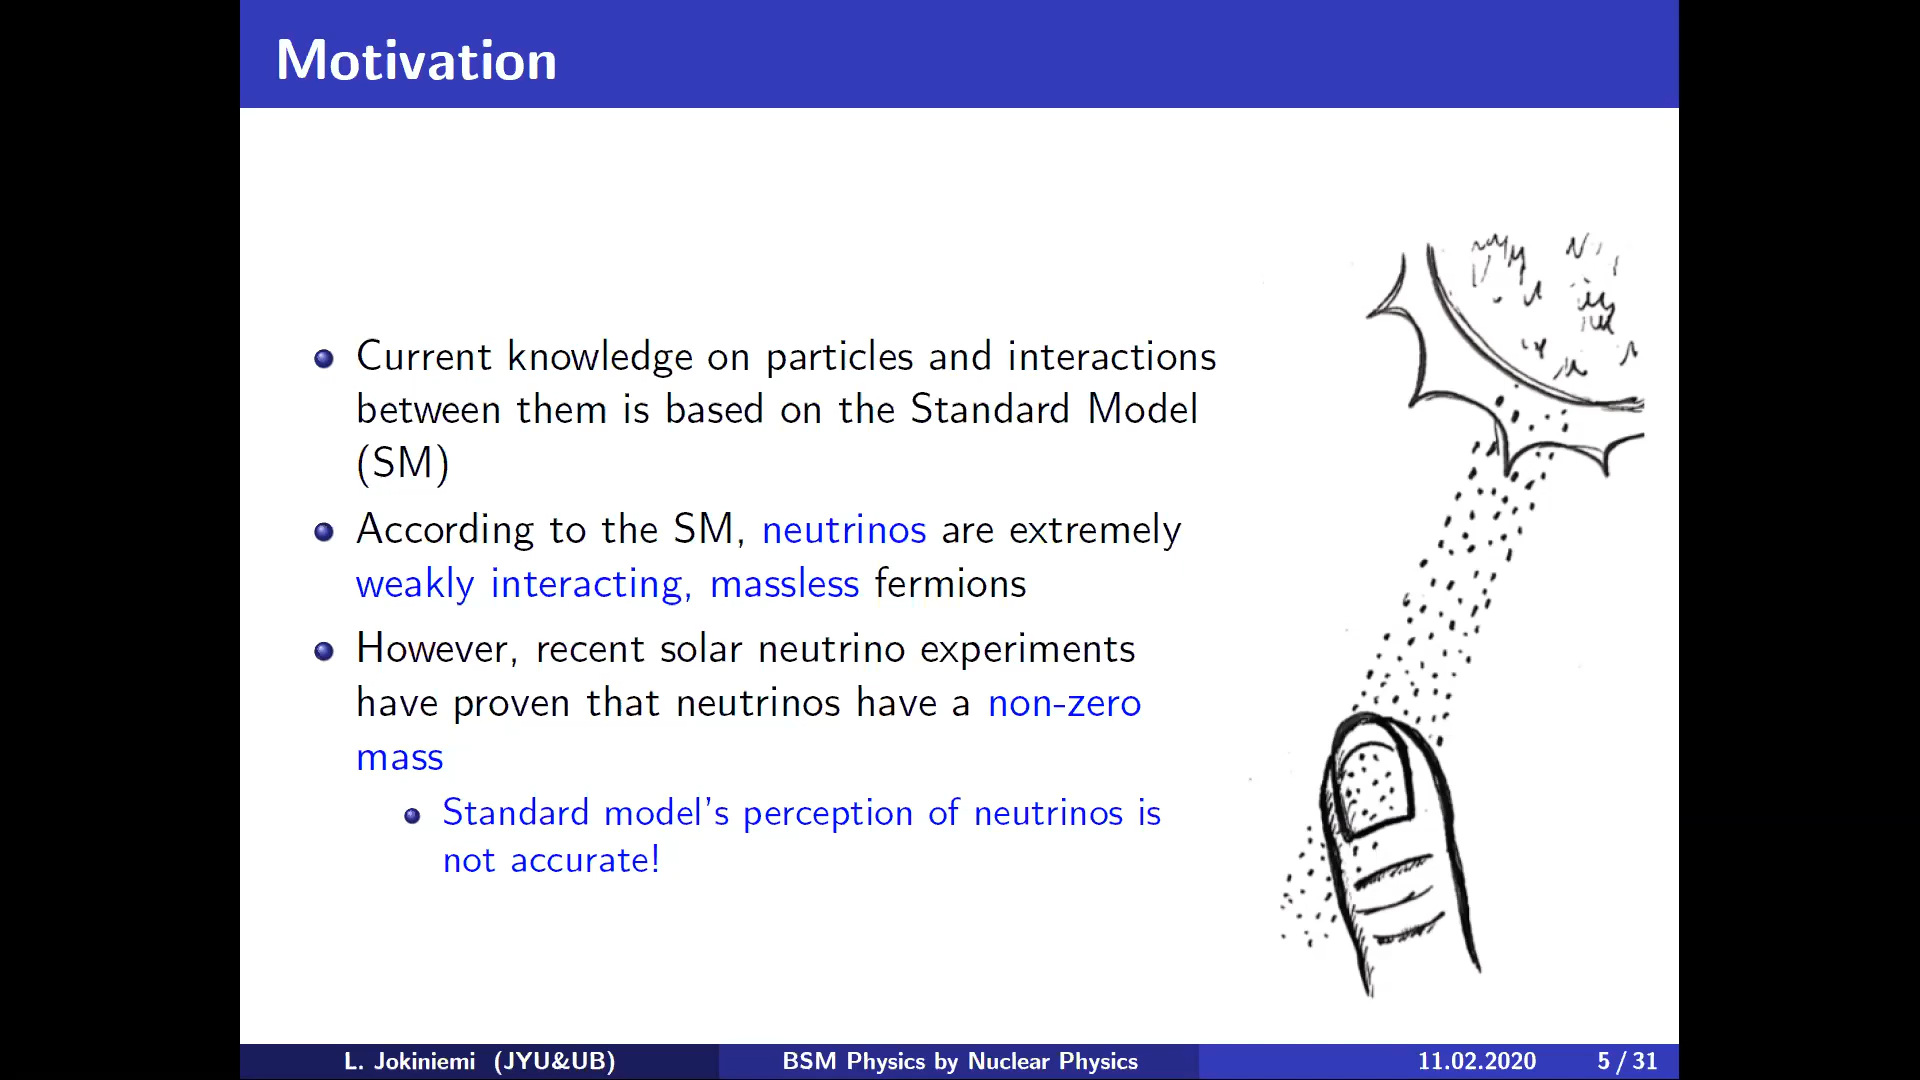 Motivation
Current knowledge on particles and interactions
between them is based on the Standard Model
(SM)
According to the SM, neutrinos are extremely
weakly interacting, massless fermions
However, recent solar neutrino experiments
have proven that neutrinos have a non-zero
mass
Standard model's perception of neutrinos is
not accurate!
L. Jokiniemi (JYU&UB)
BSM Physics by Nuclear Physics
11.02.2020
5 / 31